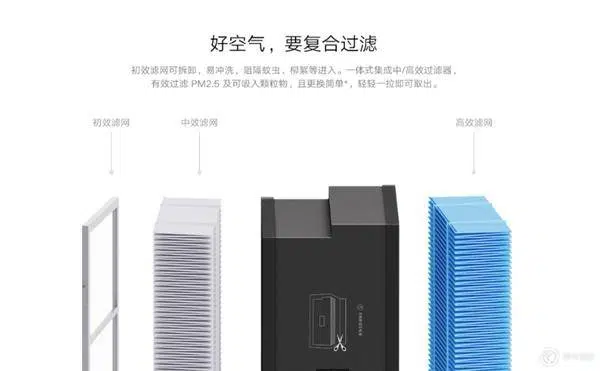 好空气，要复合过滤
初效滤网可拆卸，易冲洗，阻隔蚊虫，柳絮等进入。一体式集成中/高效过滤器，
有效过滤 PM2.5 及可吸入颗粒物，且更换简单*，轻轻一拉即可取出。
初效滤网
中效滤网
高效滤网